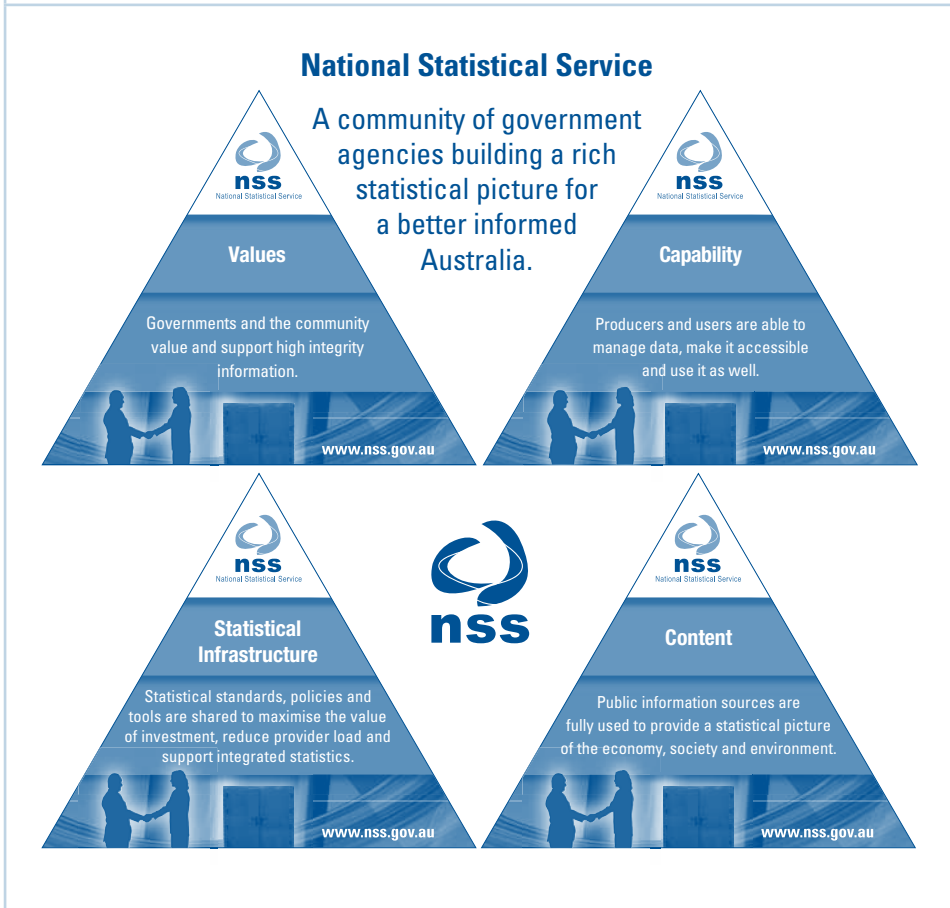 National Statistical Service
A community of government
agencies building a rich
statistical picture for
a better informed
Australia.
nss
National Statistical Service
Values
Governments and the community
value and support high integrity
information.
www.nss.gov.au
nss
National Statistical Service
Capability
Producers and users are able to
manage data, make it accessible
and use it as well.
www.nss.gov.au
nss
National Statistical Service
Statistical
Infrastructure
Statistical standards, policies and
tools are shared to maximise the value
of investment, reduce provider load and
support integrated statistics.
www.nss.gov.au
nss
nss
National Statistical Service
Content
Public information sources are
fully used to provide a statistical picture
of the economy, society and environment.
www.nss.gov.au